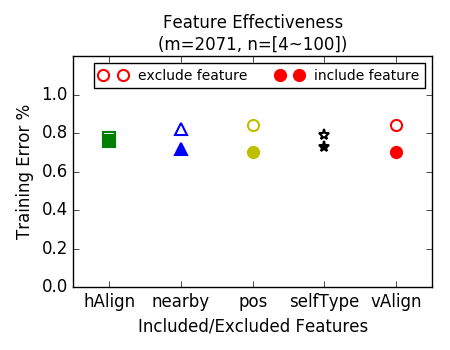 Feature Effectiveness
(m=2071, n=[4~100])
exclude feature include feature
Training Error %
1.0
0.8
0.6
0.4
0.2
0.0
hAlign nearby pos selfType vAlign
Included/Excluded Features